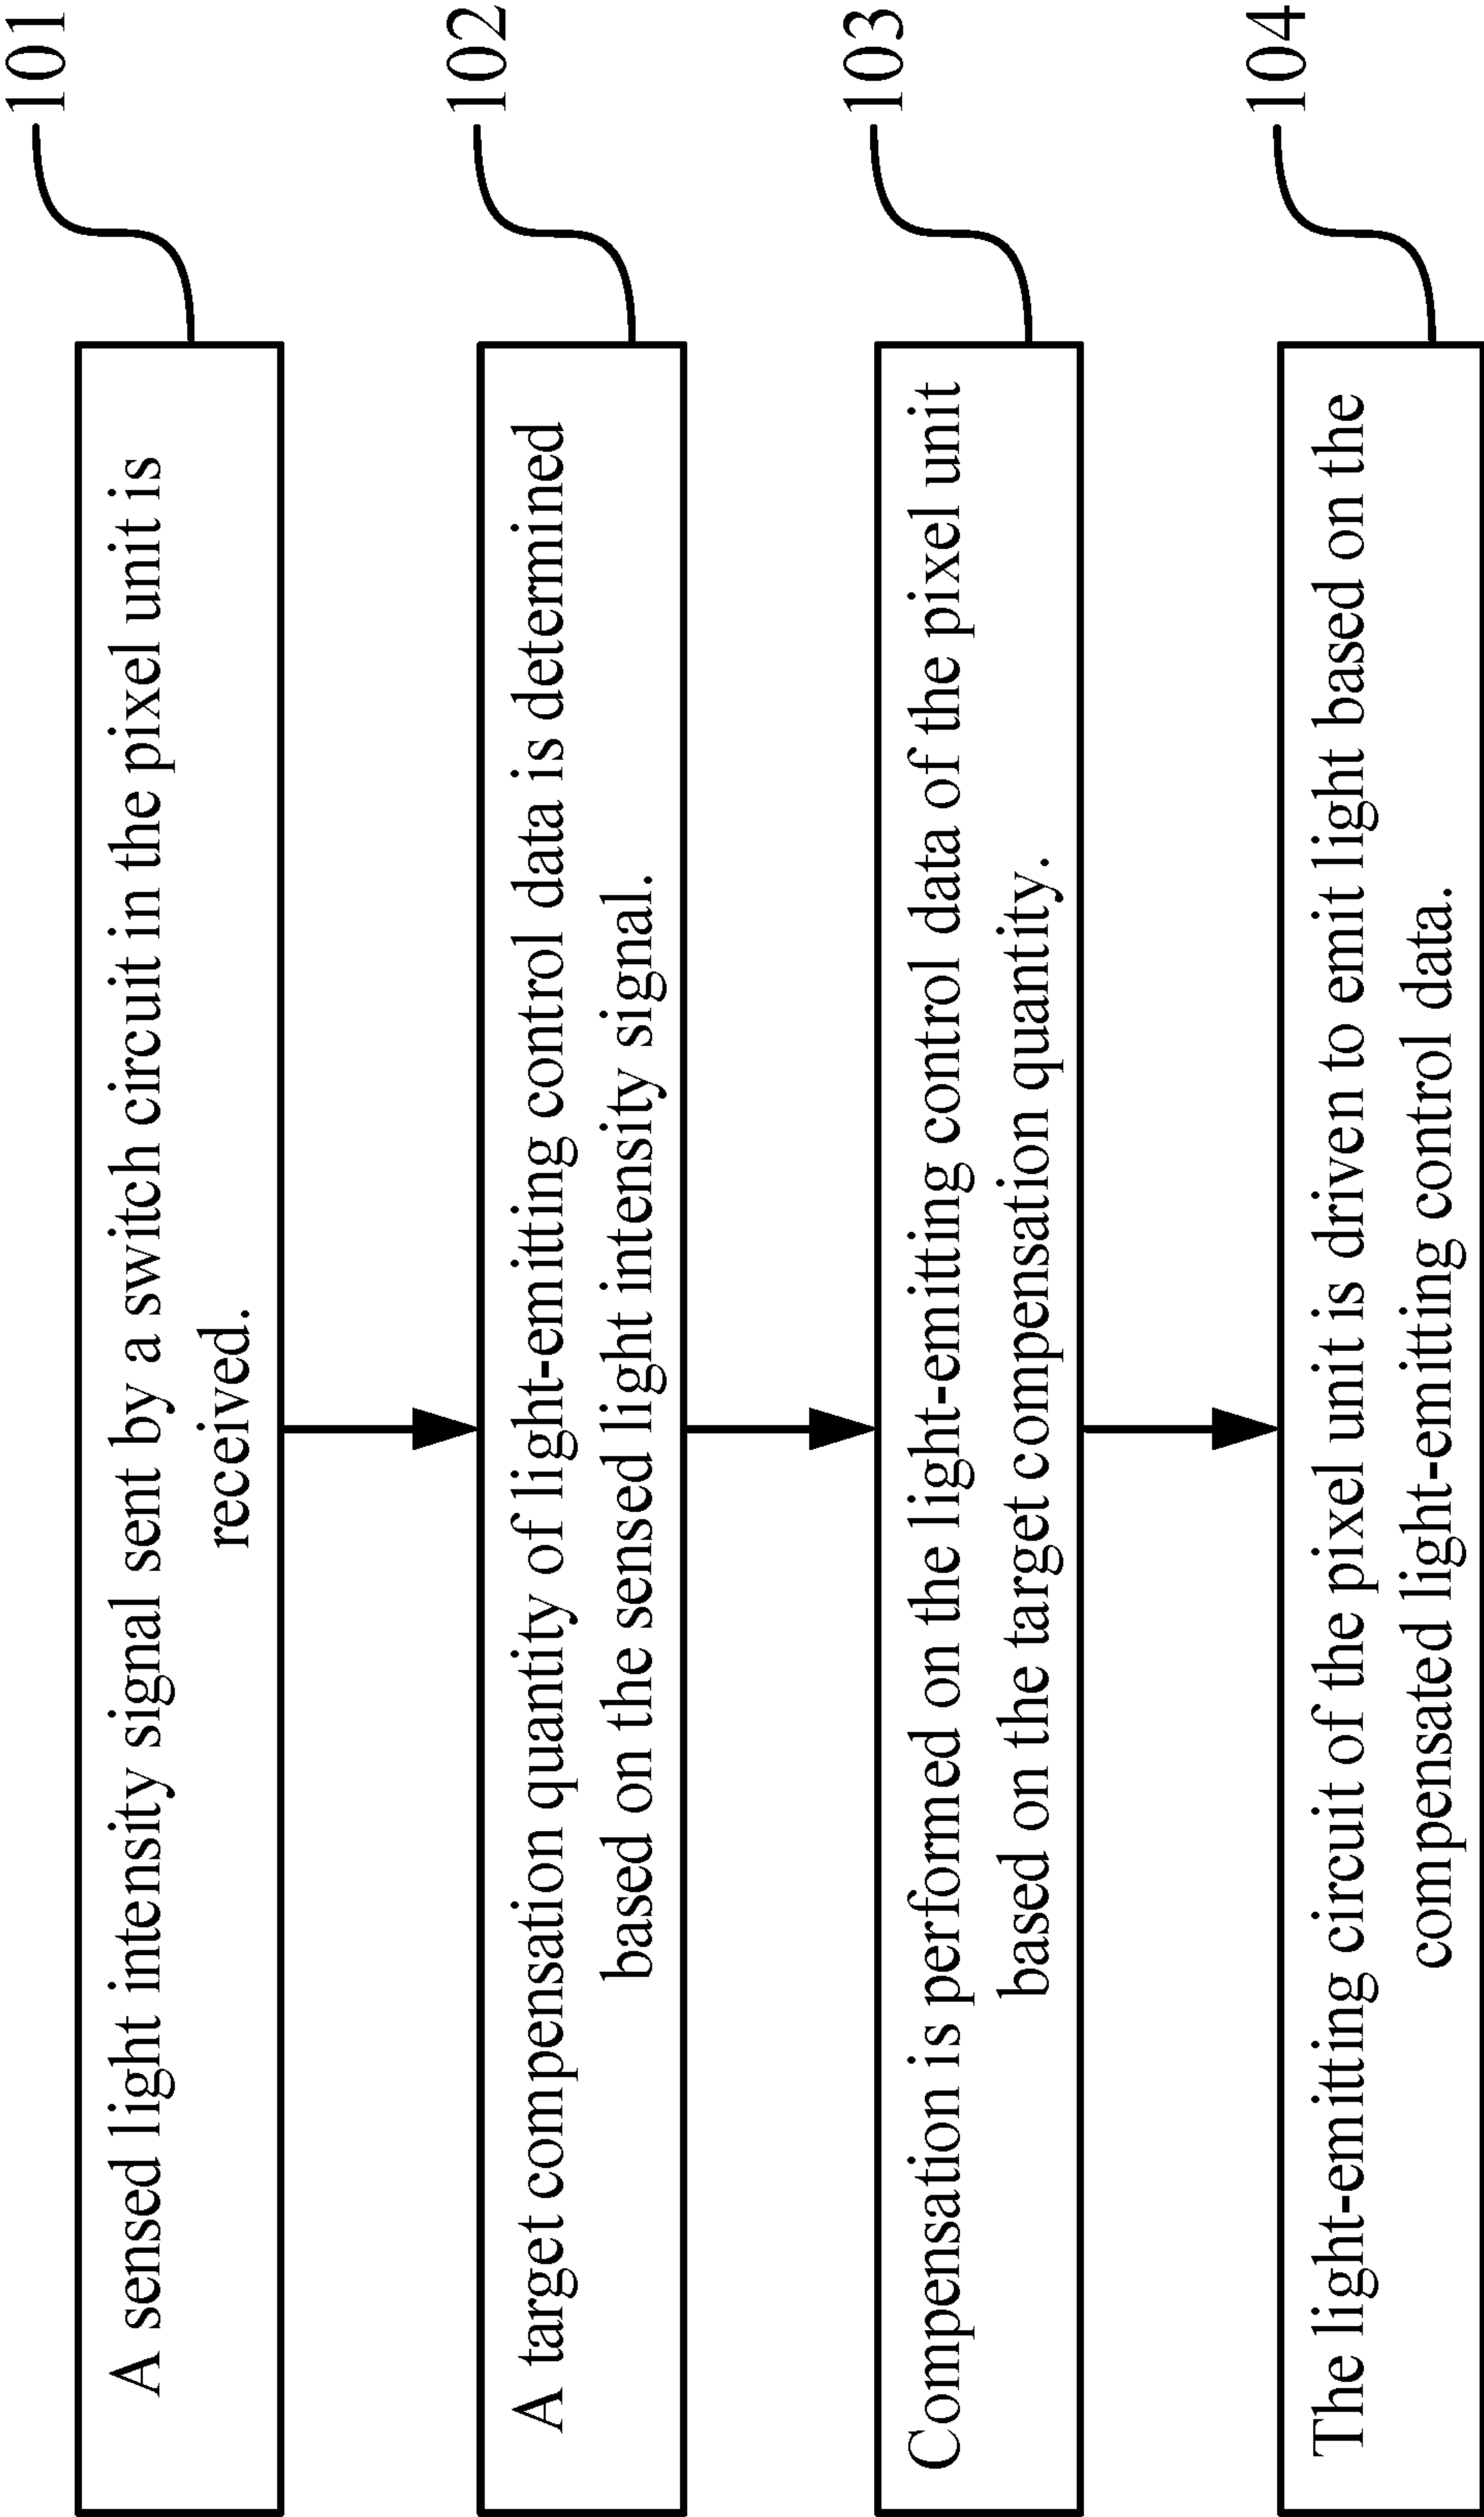 A sensed light intensity signal sent by a switch circuit in the pixel unit is
received.
101
A target compensation quantity of light-emitting control data is determined
based on the sensed light intensity signal.
102
Compensation is performed on the light-emitting control data of the pixel unit
based on the target compensation quantity.
103
The light-emitting circuit of the pixel unit is driven to emit light based on the
compensated light-emitting control data.
104